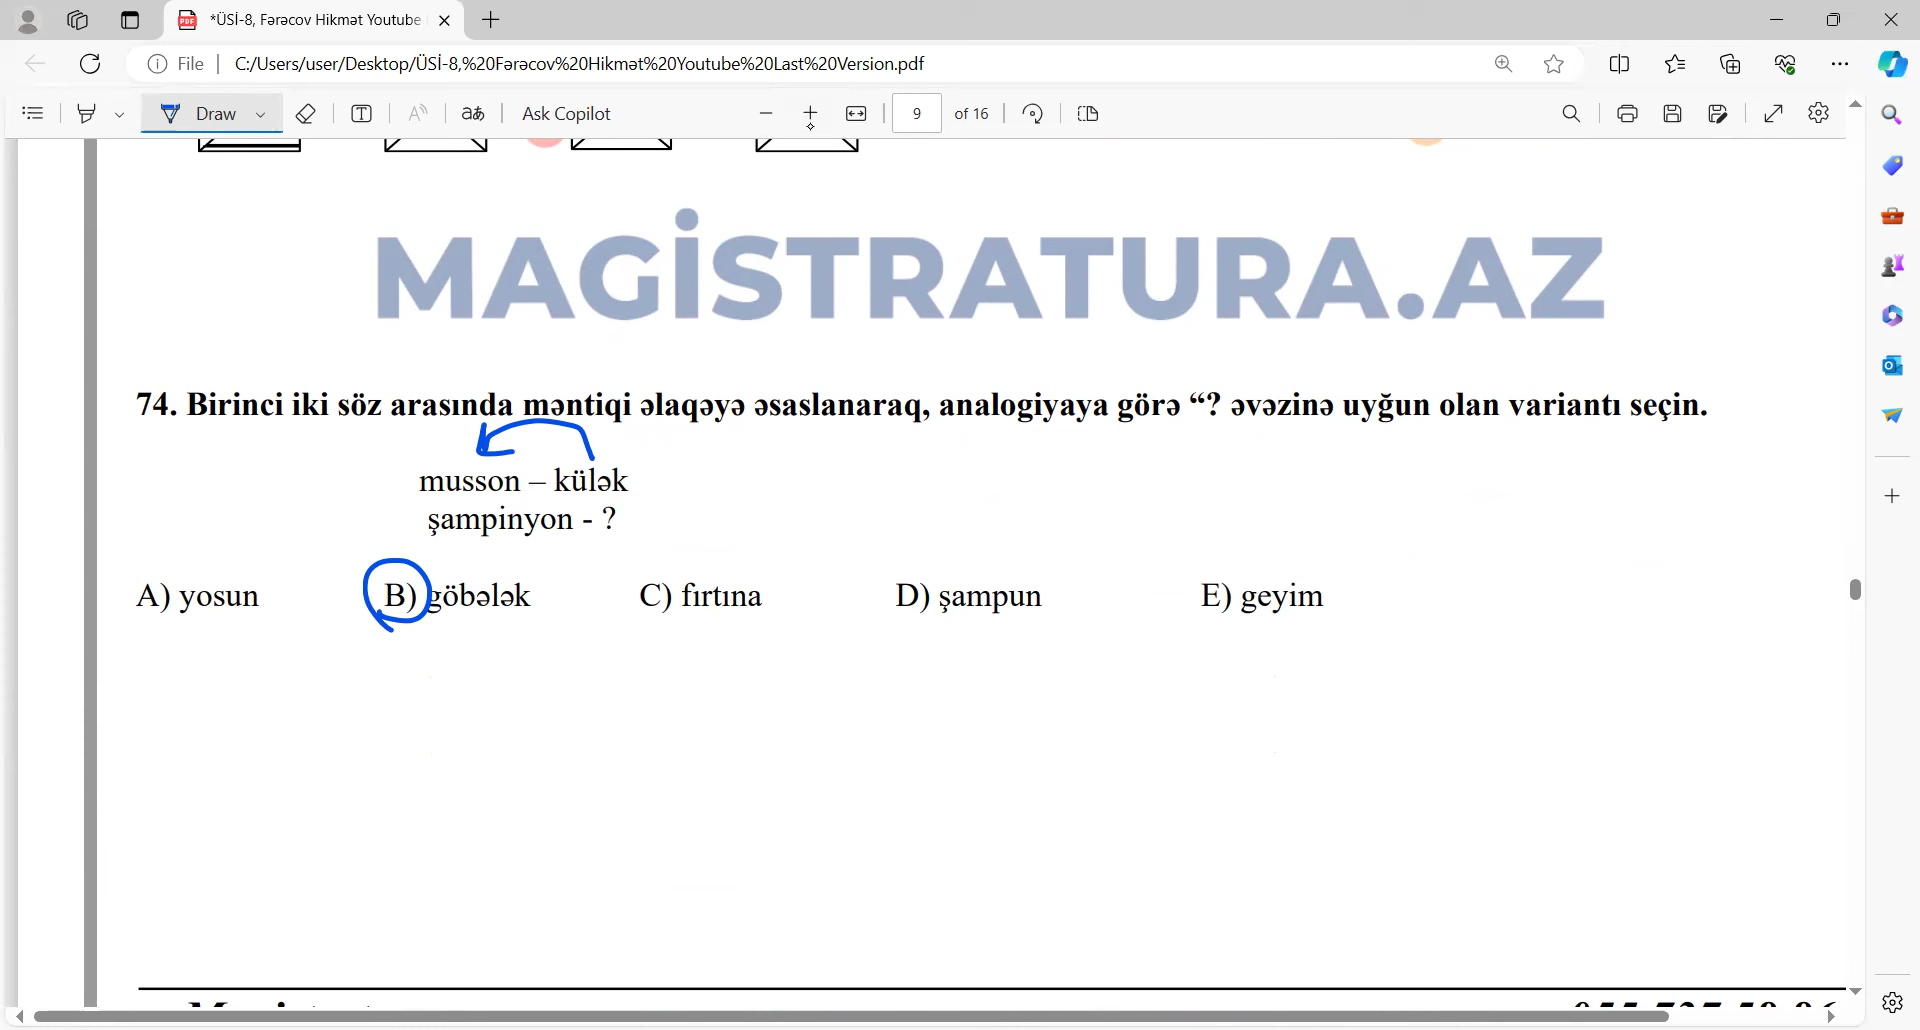 *ÜSİ-8, Fərəcov Hikmət Youtube
File
C:/Users/user/Desktop/ÜSİ-8,%20Fərəcov%20Hikmət%20Youtube%20Last%20Version.pdf
Draw
Ask Copilot
9 of 16
MAGİSTRATURA.AZ
74. Birinci iki söz arasında məntiqi əlaqəyə əsaslanaraq, analogiyaya görə “? əvəzinə uyğun olan variantı seçin.
musson – külək
şampinyon - ?
A) yosun B) göbələk C) fırtına D) şampun E) geyim